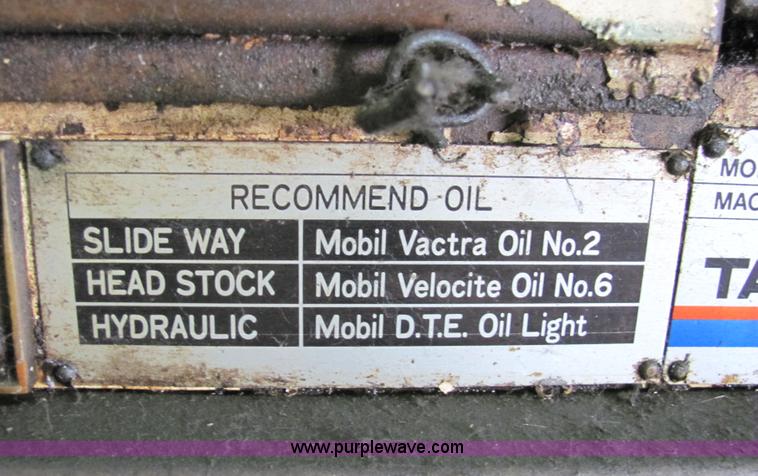 RECOMMEND OIL
SLIDE WAY Mobil Vactra Oil No.2
HEAD STOCK Mobil Velocite Oil No.6
HYDRAULIC Mobil D.T.E. Oil Light
MO
MAC
TA
www.purplewave.com